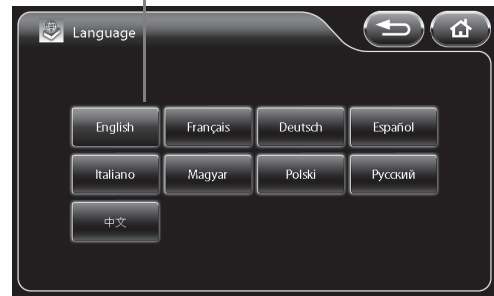 Language
English Français Deutsch Español
Italiano Magyar Polski Русский
中文